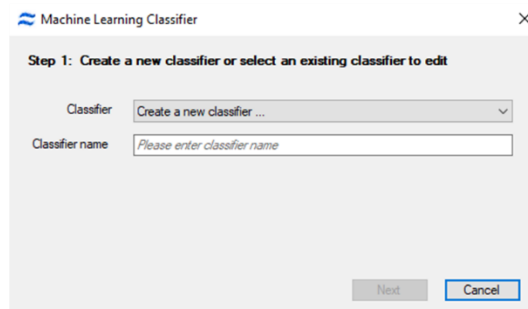 Machine Learning Classifier
Step 1: Create a new classifier or select an existing classifier to edit
Classifier
Create a new classifier ...
Classifier name
Please enter classifier name
Next
Cancel